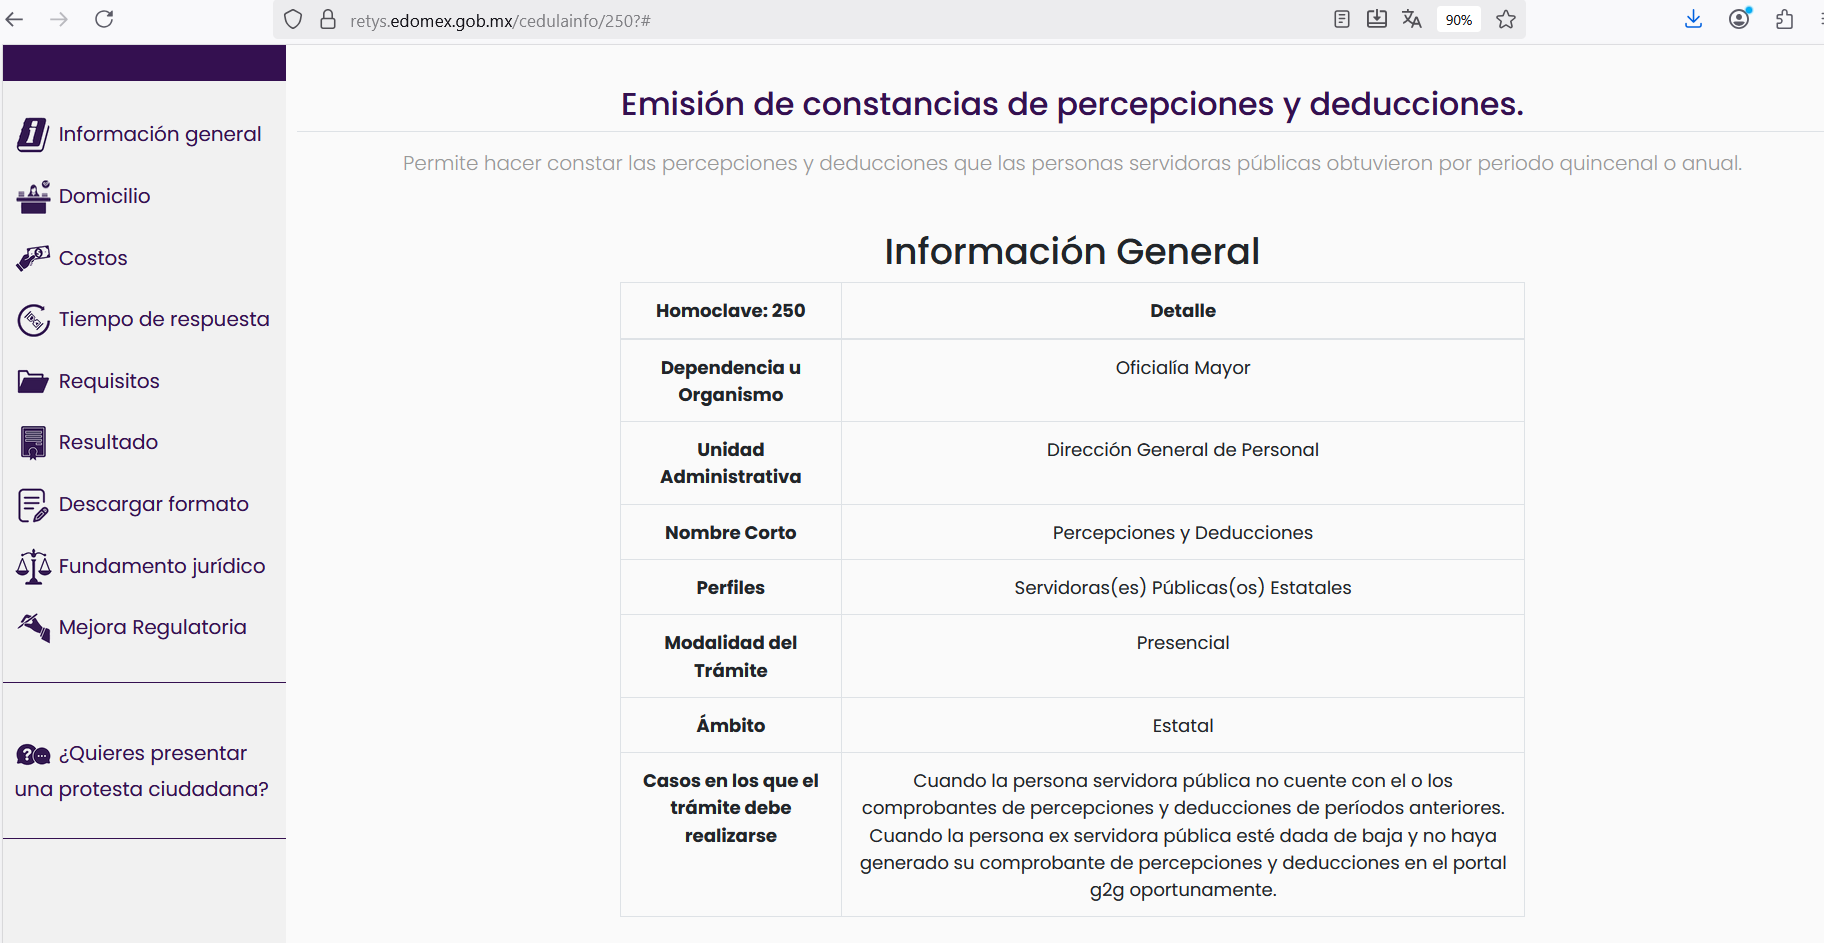 retys.edomex.gob.mx/cedulainfo/250?#
90%
Información general
Domicilio
Costos
Tiempo de respuesta
Requisitos
Resultado
Descargar formato
Fundamento jurídico
Mejora Regulatoria
¿Quieres presentar
una protesta ciudadana?
Emisión de constancias de percepciones y deducciones.
Permite hacer constar las percepciones y deducciones que las personas servidoras públicas obtuvieron por periodo quincenal o anual.
Información General
Homoclave: 250
Detalle
Dependencia u
Organismo
Oficialía Mayor
Unidad
Administrativa
Dirección General de Personal
Nombre Corto
Percepciones y Deducciones
Perfiles
Servidoras(es) Públicas(os) Estatales
Modalidad del
Trámite
Presencial
Ámbito
Estatal
Casos en los que el
trámite debe
realizarse
Cuando la persona servidora pública no cuente con el o los
comprobantes de percepciones y deducciones de períodos anteriores.
Cuando la persona ex servidora pública esté dada de baja y no haya
generado su comprobante de percepciones y deducciones en el portal
g2g oportunamente.